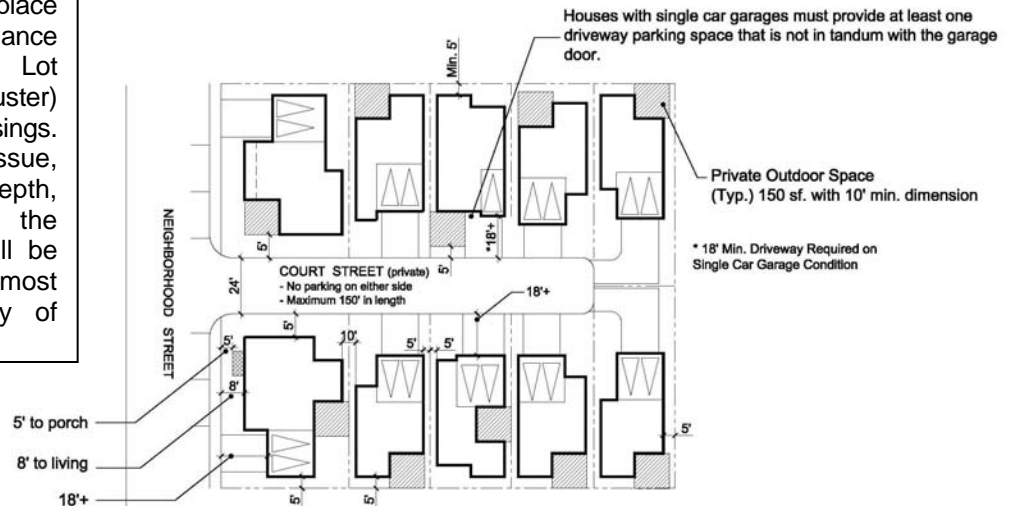 place
ance
Lot
uster)
sings.
issue,
epth,
the
ll be
most
y of
Houses with single car garages must provide at least one
driveway parking space that is not in tandum with the garage
door.
Min. 5'
Private Outdoor Space
(Typ.) 150 sf. with 10' min. dimension
* 18' Min. Driveway Required on
Single Car Garage Condition
NEIGHBORHOOD STREET
5'
5'
*18'+
24'
COURT STREET (private)
- No parking on either side
- Maximum 150' in length
18'+
5'
5'
10'
5'
5'
8'
5'
5' to porch
8' to living
18'+
5'
5'